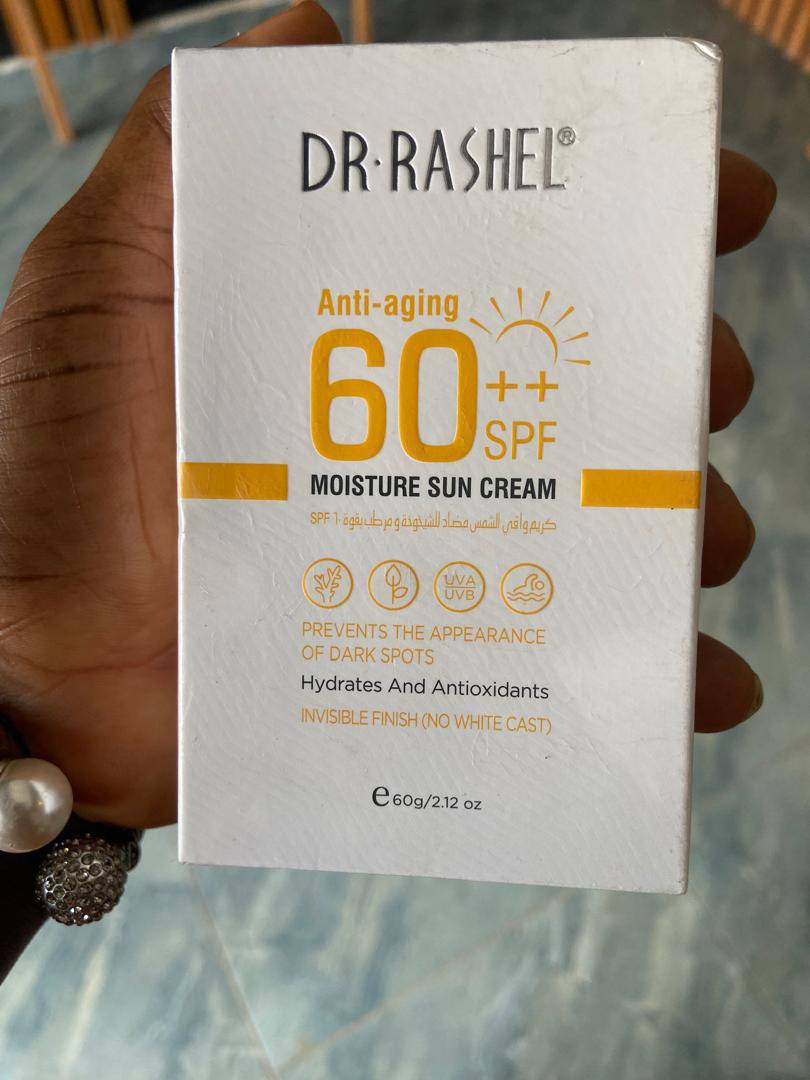 DR·RASHEL®
Anti-aging
60++
SPF
MOISTURE SUN CREAM
كريم واقي الشمس مضاد للشيخوخة و مرطب بقوة ٦٠ SPF
UVA
UVB
PREVENTS THE APPEARANCE
OF DARK SPOTS
Hydrates And Antioxidants
INVISIBLE FINISH (NO WHITE CAST)
e 60g/2.12 oz